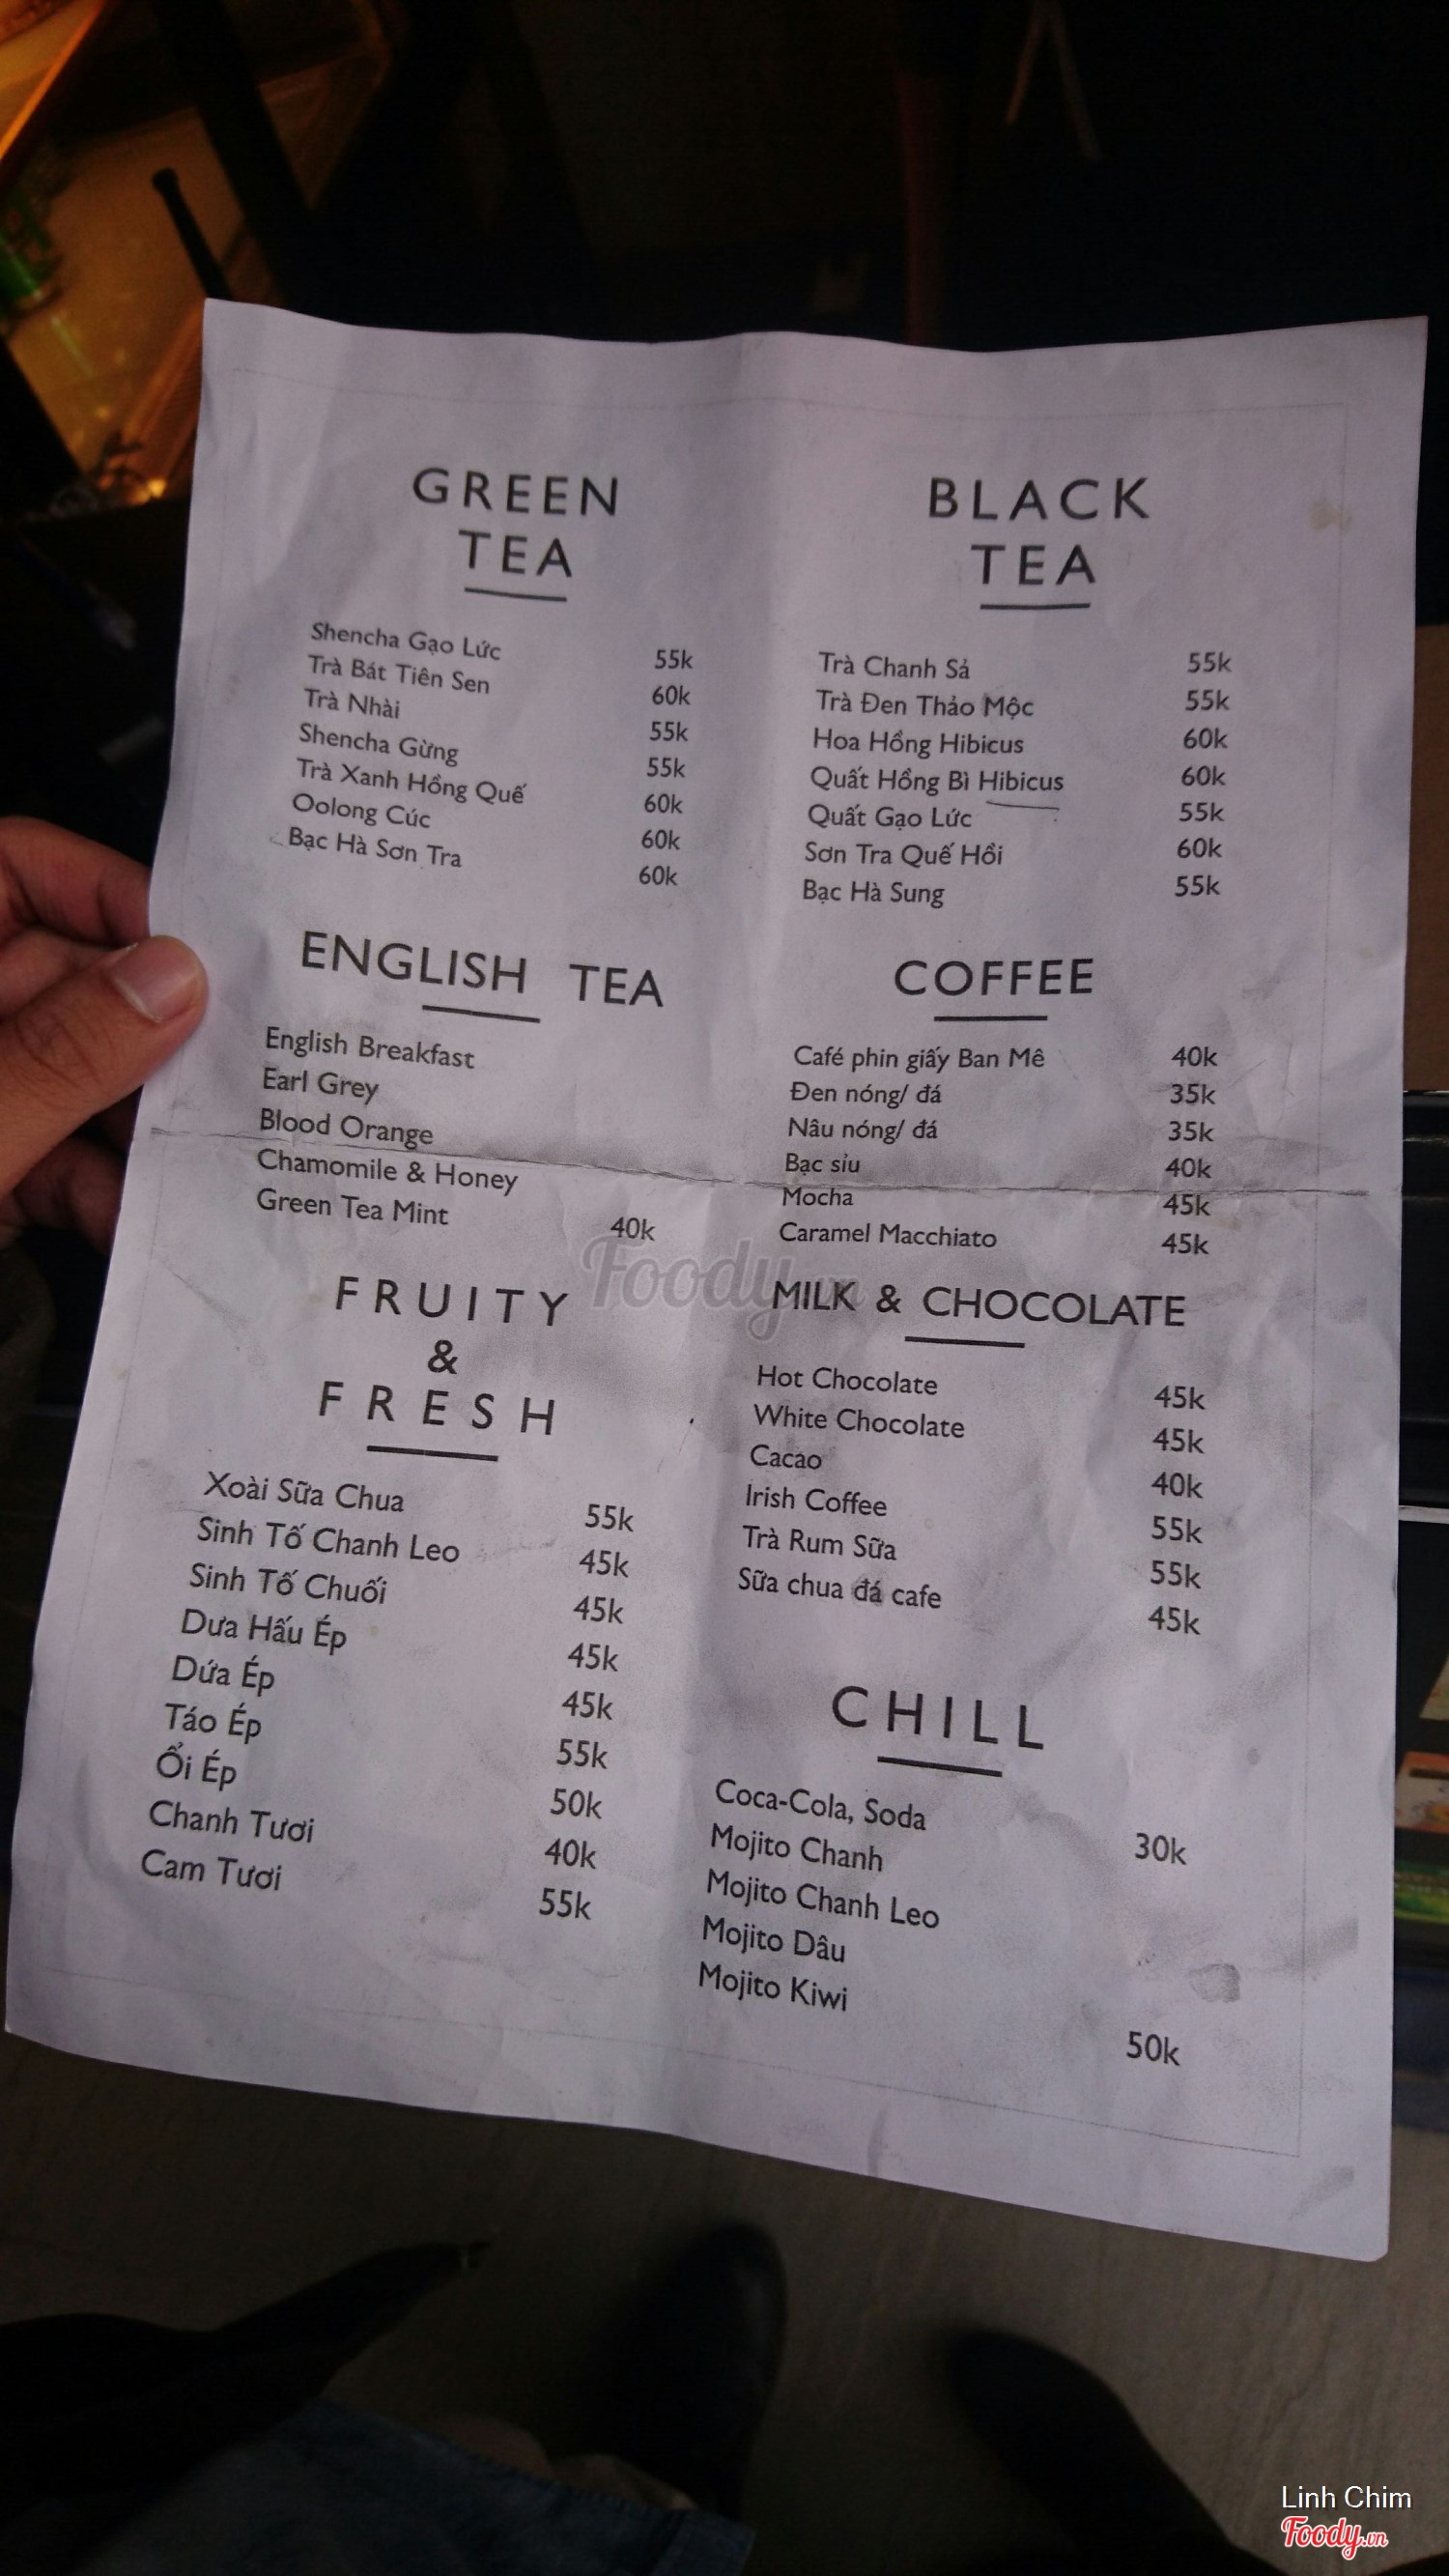 GREEN
TEA
Shencha Gạo Lức 55k
Trà Bát Tiên Sen 60k
Trà Nhài 55k
Shencha Gừng 55k
Trà Xanh Hồng Quế 60k
Oolong Cúc 60k
Bạc Hà Sơn Tra 60k
BLACK
TEA
Trà Chanh Sả 55k
Trà Đen Thảo Mộc 55k
Hoa Hồng Hibicus 60k
Quất Hồng Bì Hibicus 60k
Quất Gạo Lức 55k
Sơn Tra Quế Hồi 60k
Bạc Hà Sung 55k
ENGLISH TEA
English Breakfast
Earl Grey
Blood Orange
Chamomile & Honey
Green Tea Mint 40k
COFFEE
Café phin giấy Ban Mê 40k
Đen nóng/ đá 35k
Nâu nóng/ đá 35k
Bạc sỉu 40k
Mocha 45k
Caramel Macchiato 45k
FRUITY
&
FRESH
Xoài Sữa Chua 55k
Sinh Tố Chanh Leo 45k
Sinh Tố Chuối 45k
Dưa Hấu Ép 45k
Dứa Ép 45k
Táo Ép 55k
Ổi Ép 50k
Chanh Tươi 40k
Cam Tươi 55k
MILK & CHOCOLATE
Hot Chocolate 45k
White Chocolate 45k
Cacao 40k
Irish Coffee 55k
Trà Rum Sữa 55k
Sữa chua đá cafe 45k
CHILL
Coca-Cola, Soda 30k
Mojito Chanh
Mojito Chanh Leo
Mojito Dâu
Mojito Kiwi
50k
Foody.vn
Linh Chim
Foody.vn